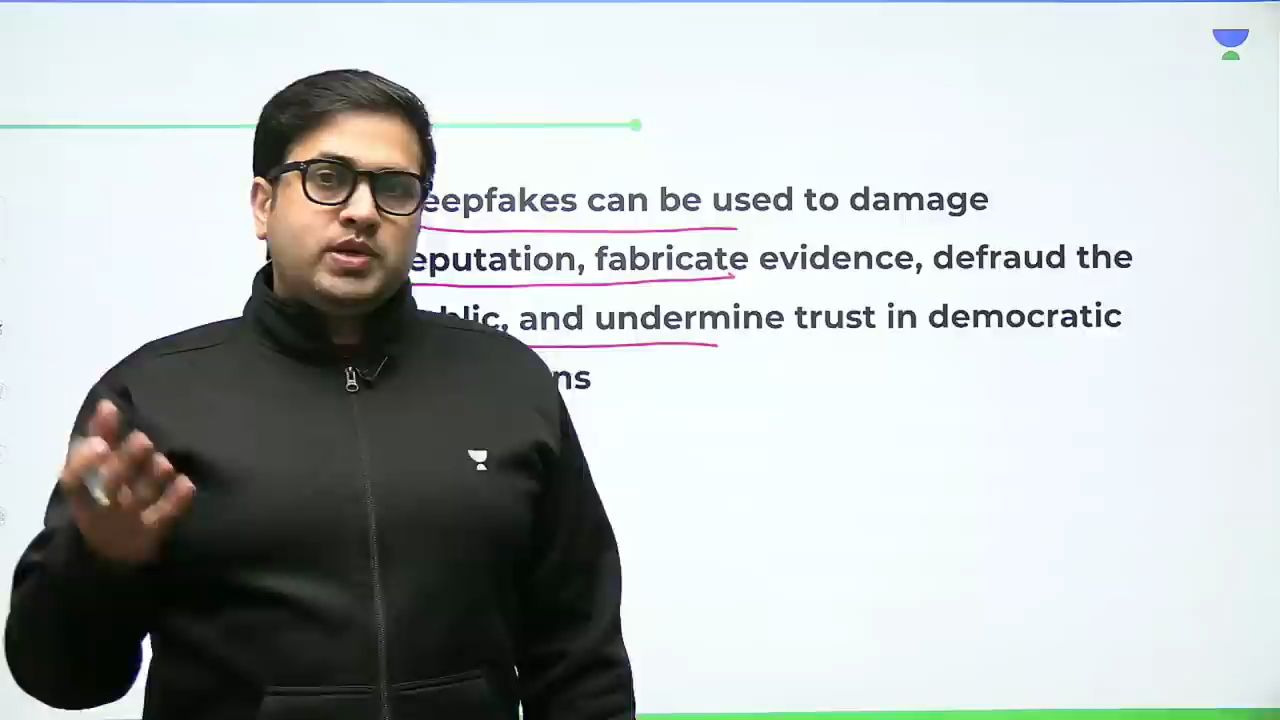 eepfakes can be used to damage
eputation, fabricate evidence, defraud the
blic, and undermine trust in democratic
ns